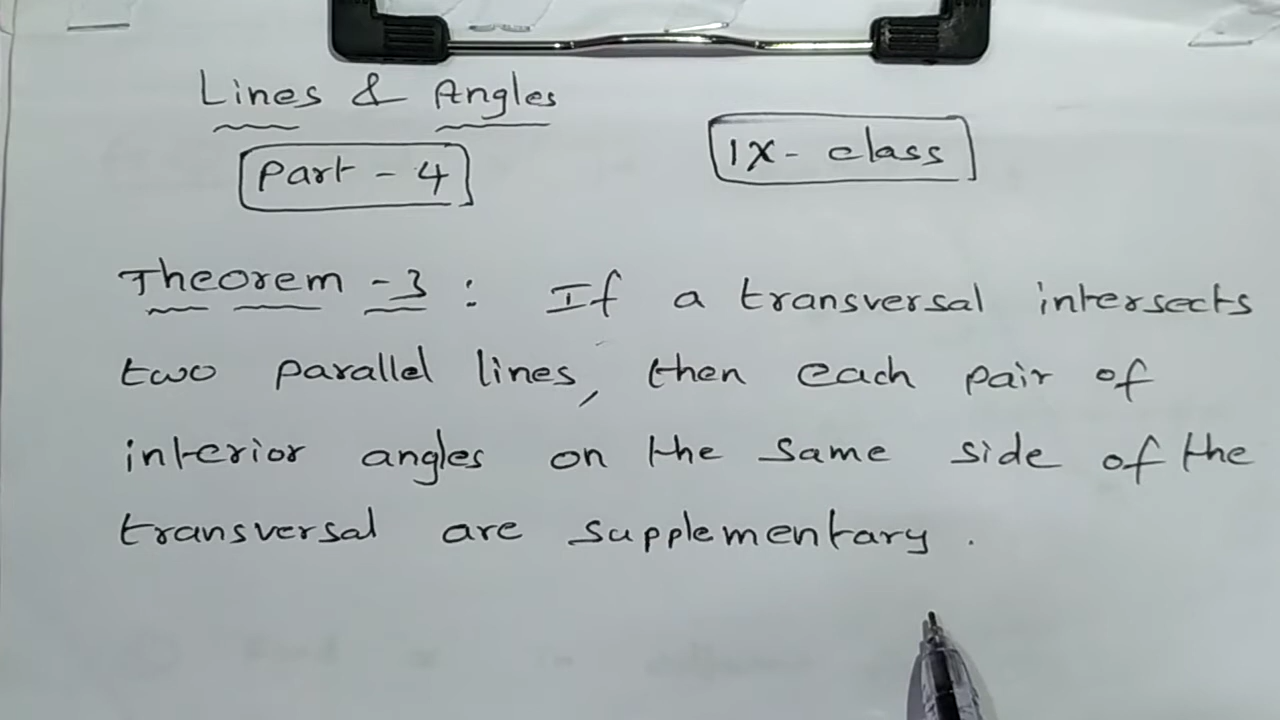 Lines & Angles
Part - 4
IX - class
Theorem - 3 : If a transversal intersects
two parallel lines, then each pair of
interior angles on the same side of the
transversal are supplementary.